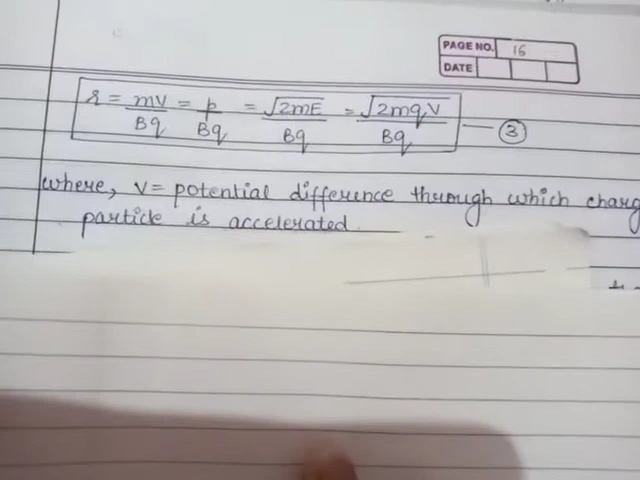 PAGE NO. 16
DATE
r = mV/Bq = p/Bq = √2mE/Bq = √2mqV/Bq — ③
where, V = potential difference through which charg
particle is accelerated.